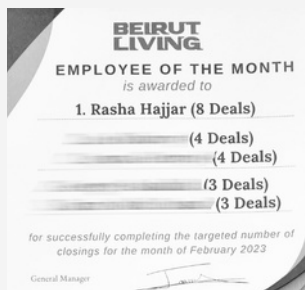 BEIRUT
LIVING
EMPLOYEE OF THE MONTH
is awarded to
1. Rasha Hajjar (8 Deals)
(4 Deals)
(4 Deals)
(3 Deals)
(3 Deals)
for successfully completing the targeted number of
closings for the month of February 2023
General Manager